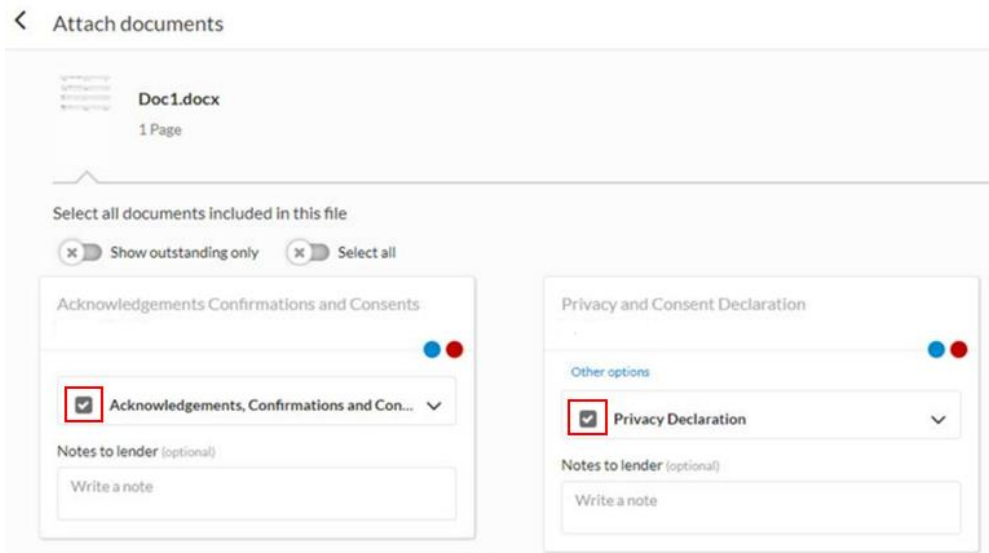 Attach documents
Doc1.docx
1 Page
Select all documents included in this file
Show outstanding only Select all
Acknowledgements Confirmations and Consents
Acknowledgements, Confirmations and Con...
Notes to lender (optional)
Write a note
Privacy and Consent Declaration
Other options
Privacy Declaration
Notes to lender (optional)
Write a note